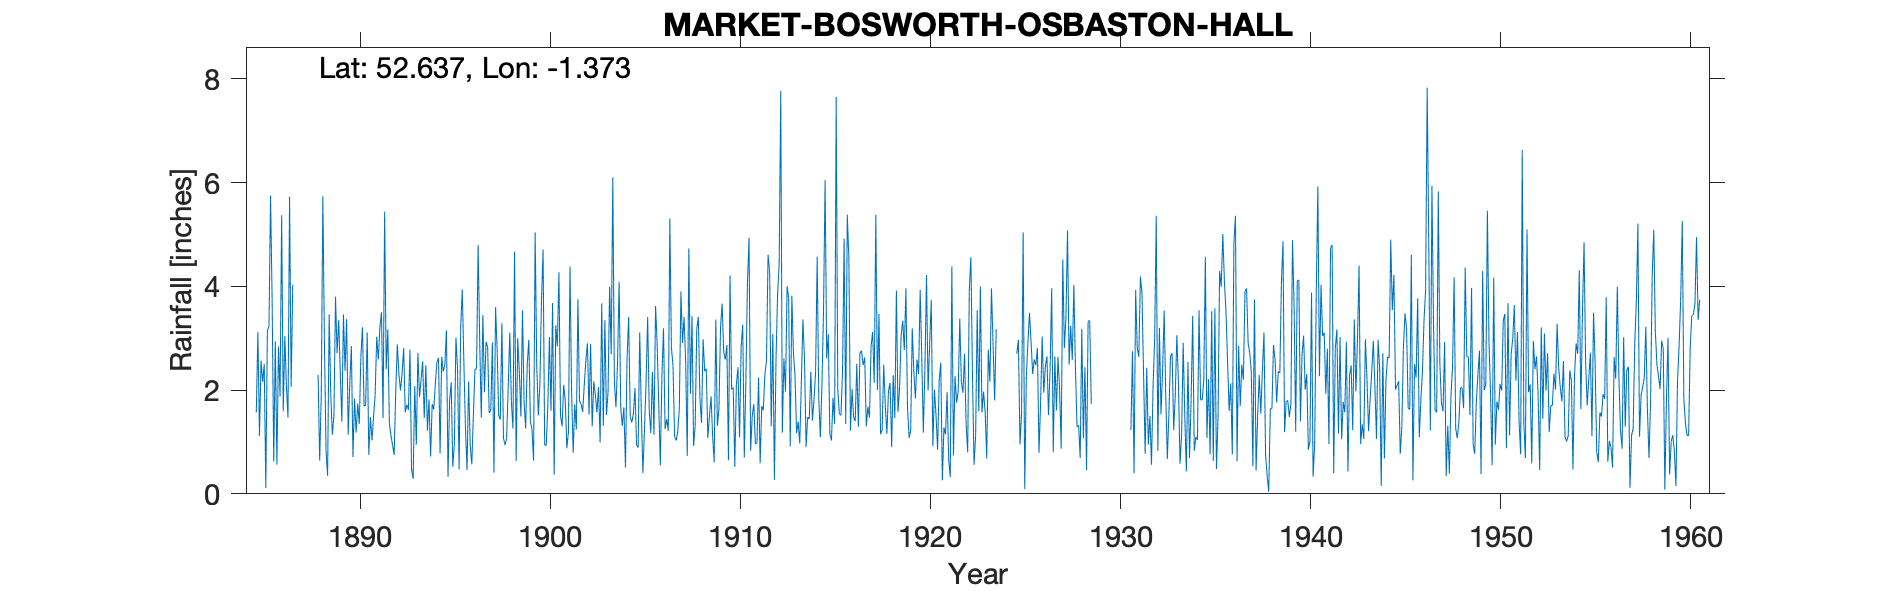 MARKET-BOSWORTH-OSBASTON-HALL
Lat: 52.637, Lon: -1.373
8
6
4
2
0
Rainfall [inches]
1890 1900 1910 1920 1930 1940 1950 1960
Year